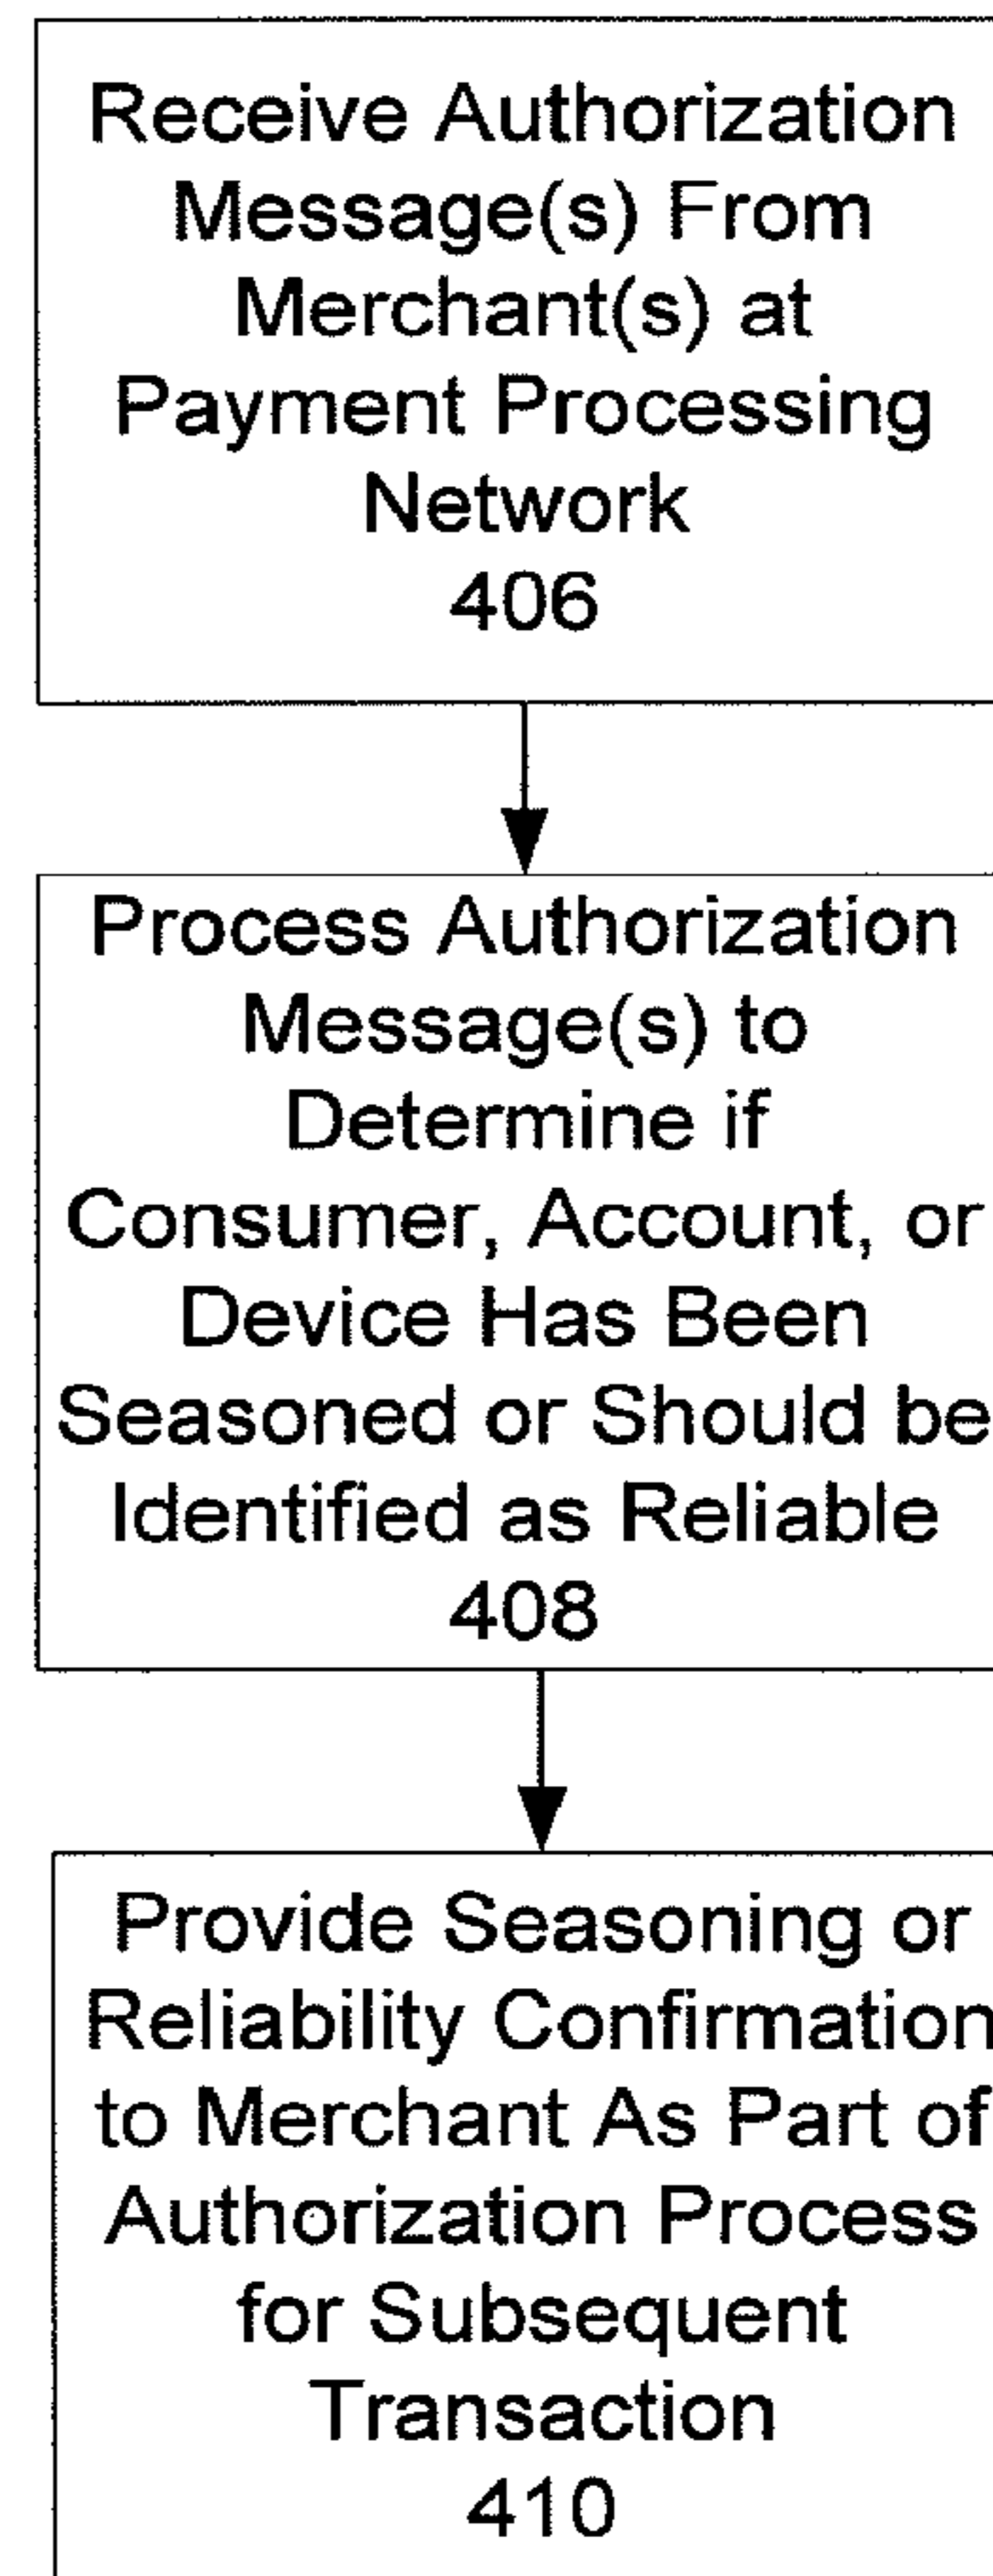 Receive Authorization
Message(s) From
Merchant(s) at
Payment Processing
Network
406
Process Authorization
Message(s) to
Determine if
Consumer, Account, or
Device Has Been
Seasoned or Should be
Identified as Reliable
408
Provide Seasoning or
Reliability Confirmation
to Merchant As Part of
Authorization Process
for Subsequent
Transaction
410